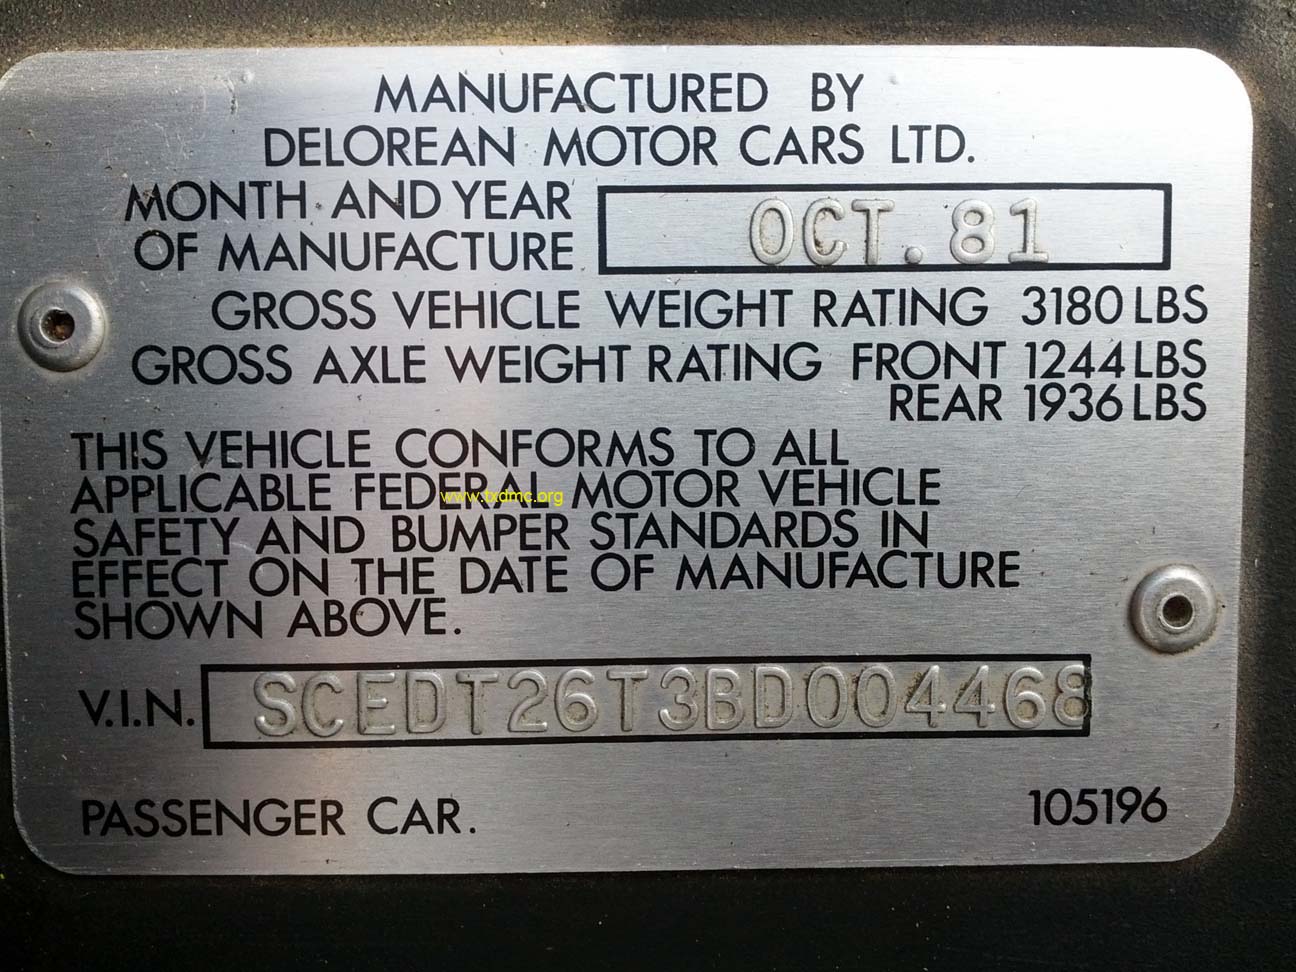 MANUFACTURED BY
DELOREAN MOTOR CARS LTD.
MONTH AND YEAR
OF MANUFACTURE OCT.81
GROSS VEHICLE WEIGHT RATING 3180 LBS
GROSS AXLE WEIGHT RATING FRONT 1244 LBS
REAR 1936 LBS
THIS VEHICLE CONFORMS TO ALL
APPLICABLE FEDERAL MOTOR VEHICLE
www.txdmc.org
SAFETY AND BUMPER STANDARDS IN
EFFECT ON THE DATE OF MANUFACTURE
SHOWN ABOVE.
V.I.N. SCEDT26T3BD004468
PASSENGER CAR. 105196